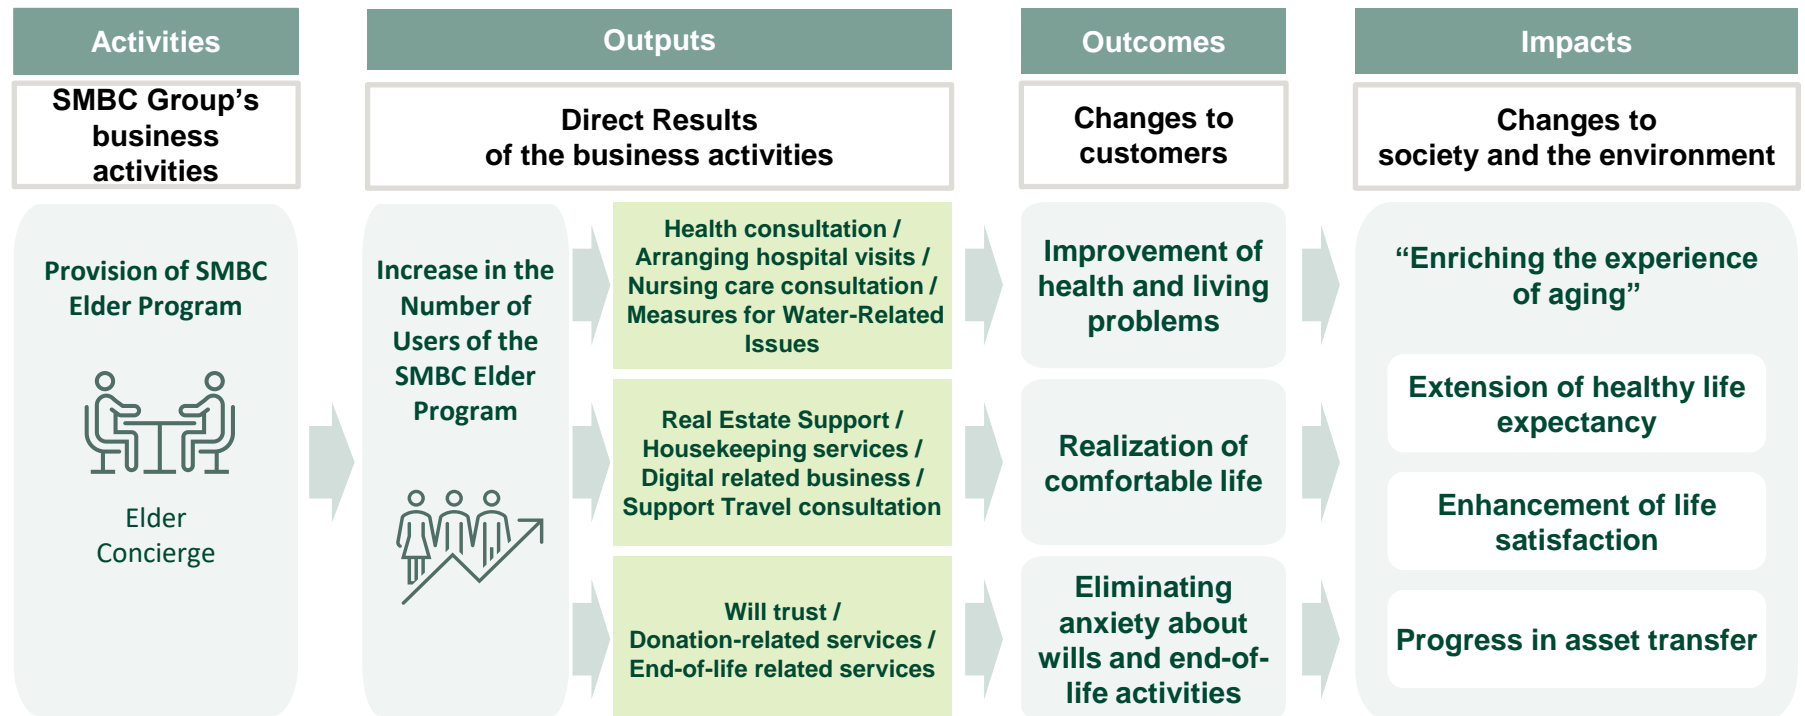 Activities
SMBC Group’s
business
activities
Provision of SMBC
Elder Program
Elder
Concierge
Outputs
Direct Results
of the business activities
Increase in the
Number of
Users of the
SMBC Elder
Program
Health consultation /
Arranging hospital visits /
Nursing care consultation /
Measures for Water-Related
Issues
Real Estate Support /
Housekeeping services /
Digital related business /
Support Travel consultation
Will trust /
Donation-related services /
End-of-life related services
Outcomes
Changes to
customers
Improvement of
health and living
problems
Realization of
comfortable life
Eliminating
anxiety about
wills and end-of-
life activities
Impacts
Changes to
society and the environment
“Enriching the experience
of aging”
Extension of healthy life
expectancy
Enhancement of life
satisfaction
Progress in asset transfer